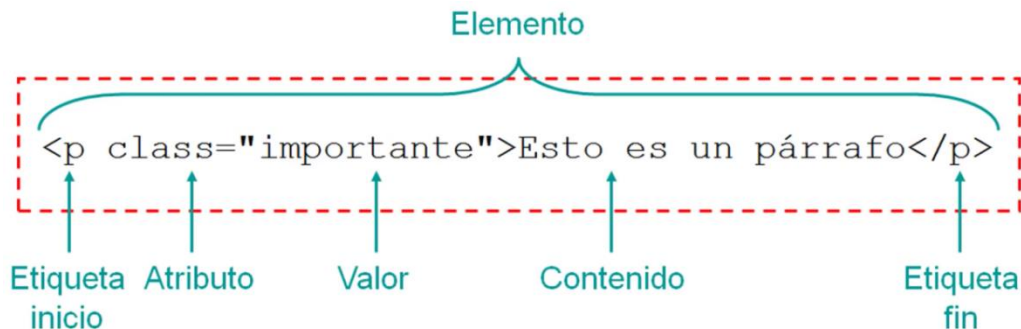 Elemento
<p class="importante">Esto es un párrafo</p>
Etiqueta inicio
Atributo
Valor
Contenido
Etiqueta fin